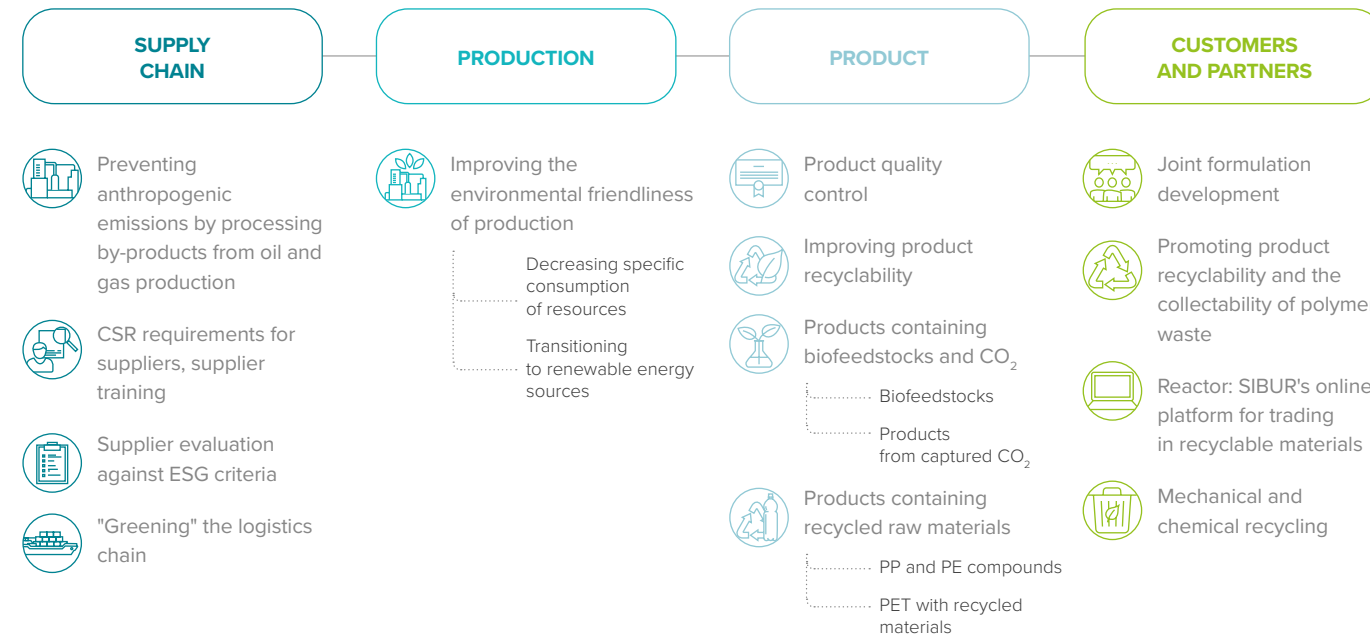 SUPPLY
CHAIN
Preventing
anthropogenic
emissions by processing
by-products from oil and
gas production
CSR requirements for
suppliers, supplier
training
Supplier evaluation
against ESG criteria
"Greening" the logistics
chain
PRODUCTION
Improving the
environmental friendliness
of production
Decreasing specific
consumption
of resources
Transitioning
to renewable energy
sources
PRODUCT
Product quality
control
Improving product
recyclability
Products containing
biofeedstocks and CO₂
Biofeedstocks
Products
from captured CO₂
Products containing
recycled raw materials
PP and PE compounds
PET with recycled
materials
CUSTOMERS
AND PARTNERS
Joint formulation
development
Promoting product
recyclability and the
collectability of polyme
waste
Reactor: SIBUR's online
platform for trading
in recyclable materials
Mechanical and
chemical recycling